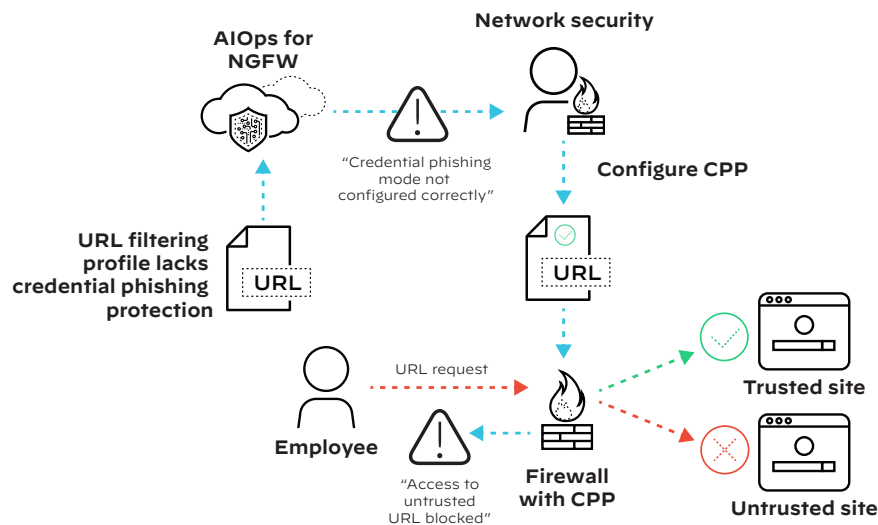 AIOps for
NGFW
Network security
“Credential phishing
mode not
configured correctly”
Configure CPP
URL filtering
profile lacks
credential phishing
protection
URL
URL
URL request
Employee
“Access to
untrusted
URL blocked”
Firewall
with CPP
Trusted site
Untrusted site